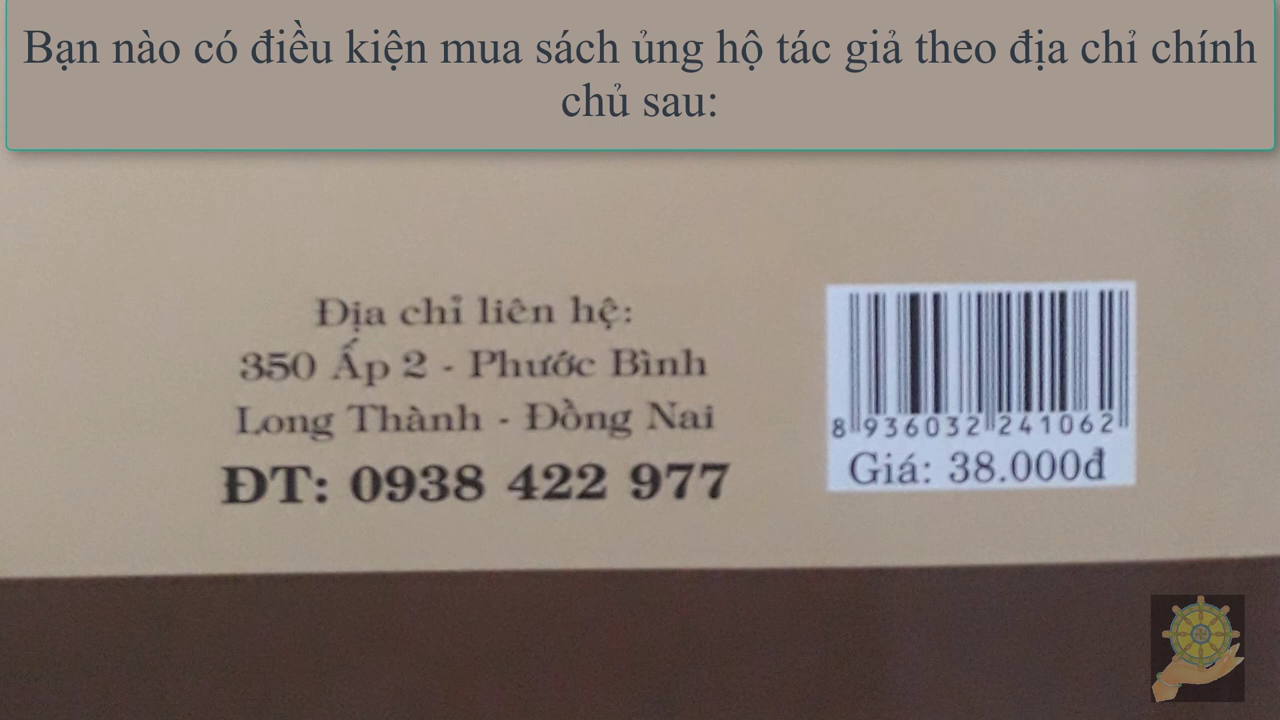 Bạn nào có điều kiện mua sách ủng hộ tác giả theo địa chỉ chính
chủ sau:
Địa chỉ liên hệ:
350 Ấp 2 - Phước Bình
Long Thành - Đồng Nai
ĐT: 0938 422 977
8 936032 241062
Giá: 38.000đ